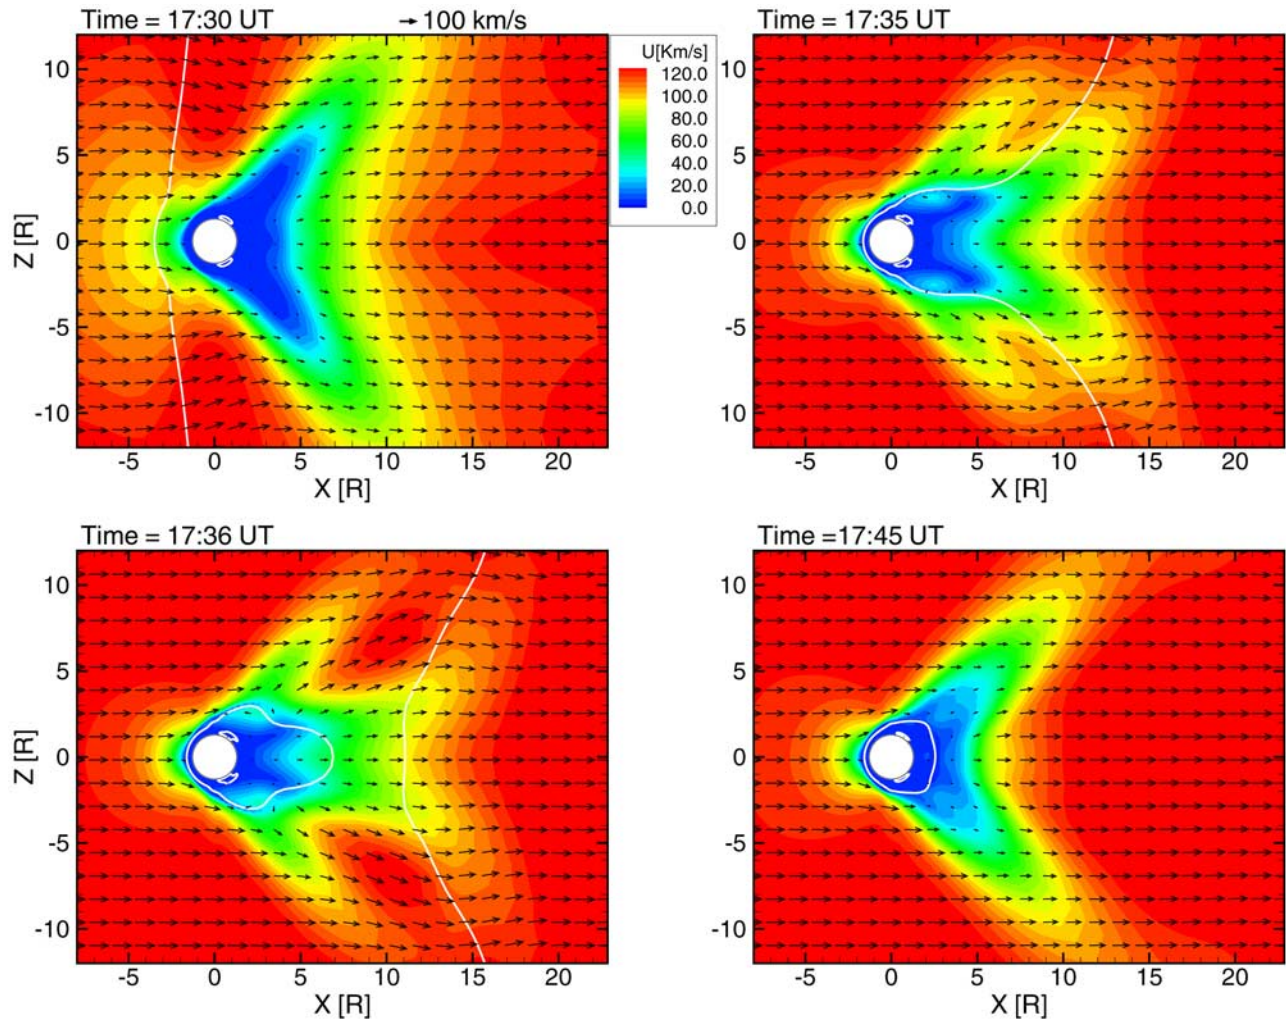 Time = 17:30 UT
100 km/s
U[Km/s]
120.0
100.0
80.0
60.0
40.0
20.0
0.0
10
5
0
-5
-10
Z [R]
-5 0 5 10 15 20
X [R]
Time = 17:35 UT
10
5
0
-5
-10
-5 0 5 10 15 20
X [R]
Time = 17:36 UT
10
5
0
-5
-10
Z [R]
-5 0 5 10 15 20
X [R]
Time =17:45 UT
10
5
0
-5
-10
-5 0 5 10 15 20
X [R]